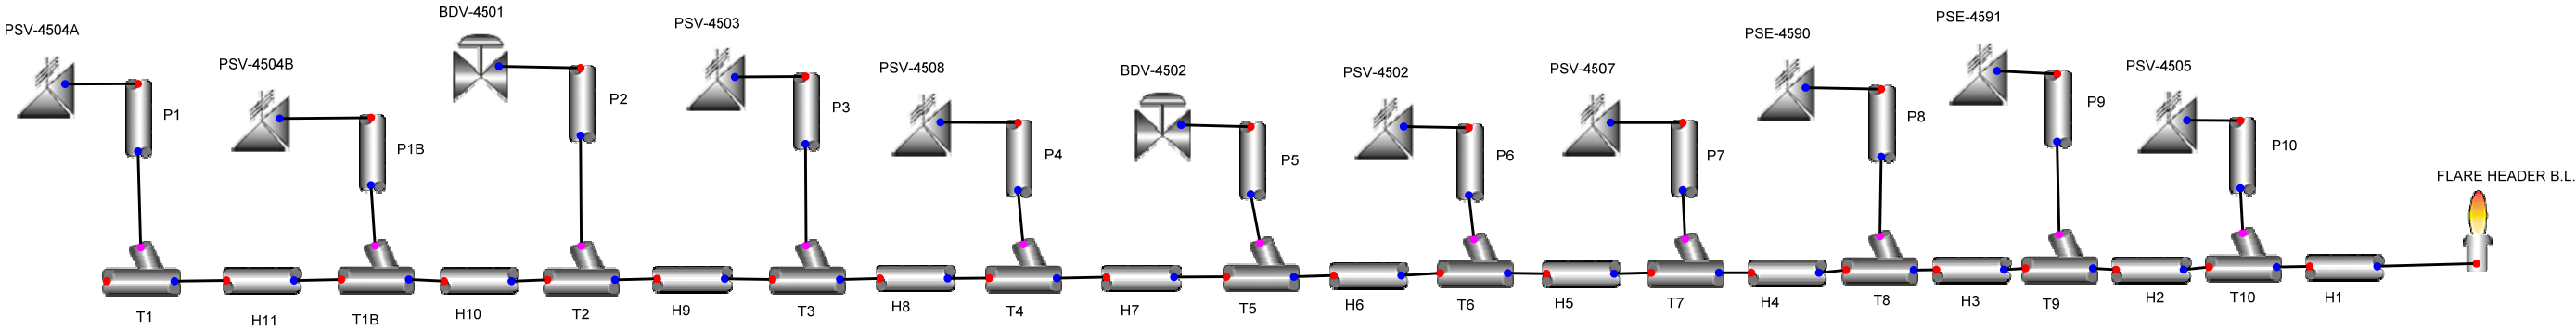 PSV-4504A
PSV-4504B
BDV-4501
PSV-4503
PSV-4508
BDV-4502
PSV-4502
PSV-4507
PSE-4590
PSE-4591
PSV-4505
P1
P1B
P2
P3
P4
P5
P6
P7
P8
P9
P10
FLARE HEADER B.L.
T1
H11
T1B
H10
T2
H9
T3
H8
T4
H7
T5
H6
T6
H5
T7
H4
T8
H3
T9
H2
T10
H1